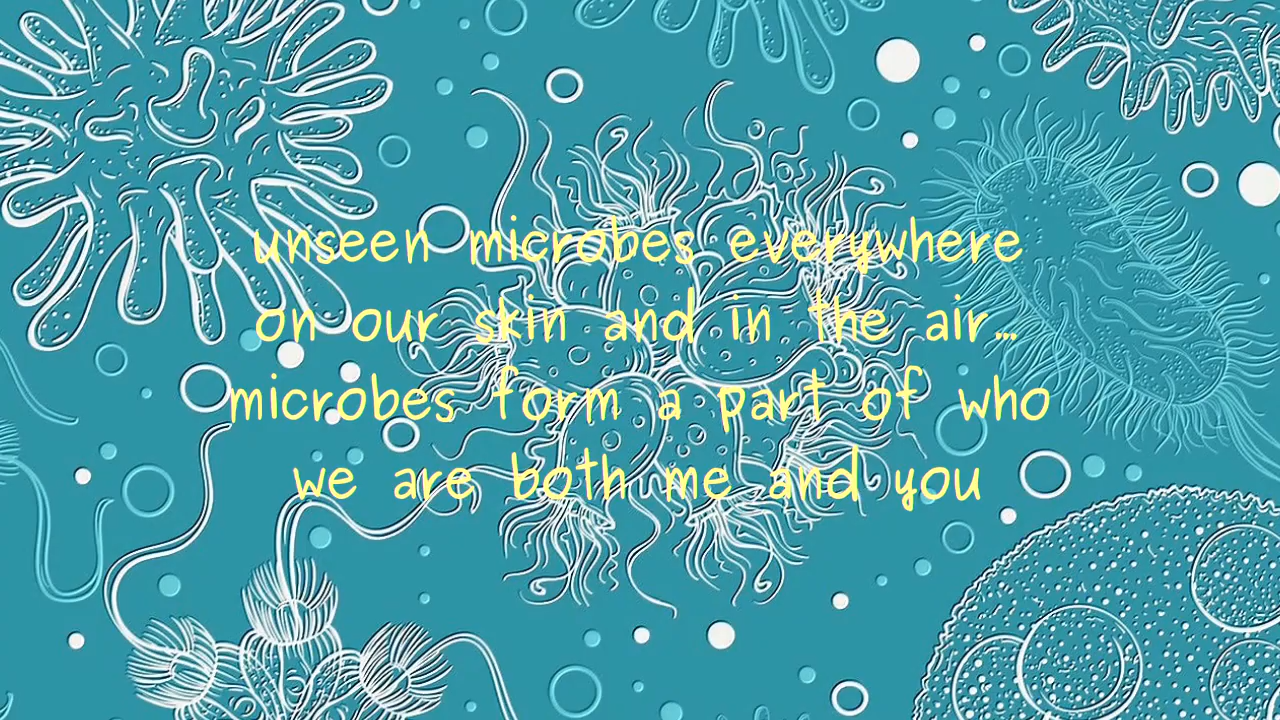 unseen microbes everywhere
on our skin and in the air...
microbes form a part of who
we are both me and you